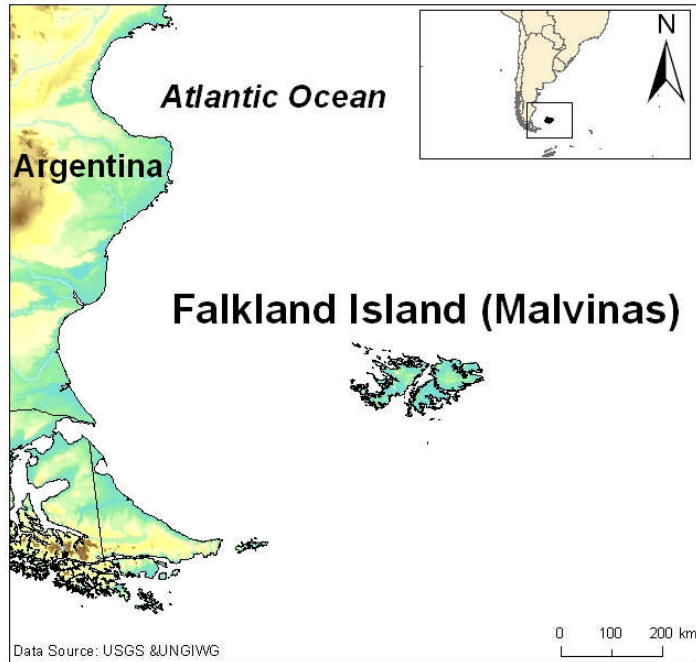 N
Atlantic Ocean
Argentina
Falkland Island (Malvinas)
0 100 200 km
Data Source: USGS &UNGIWG